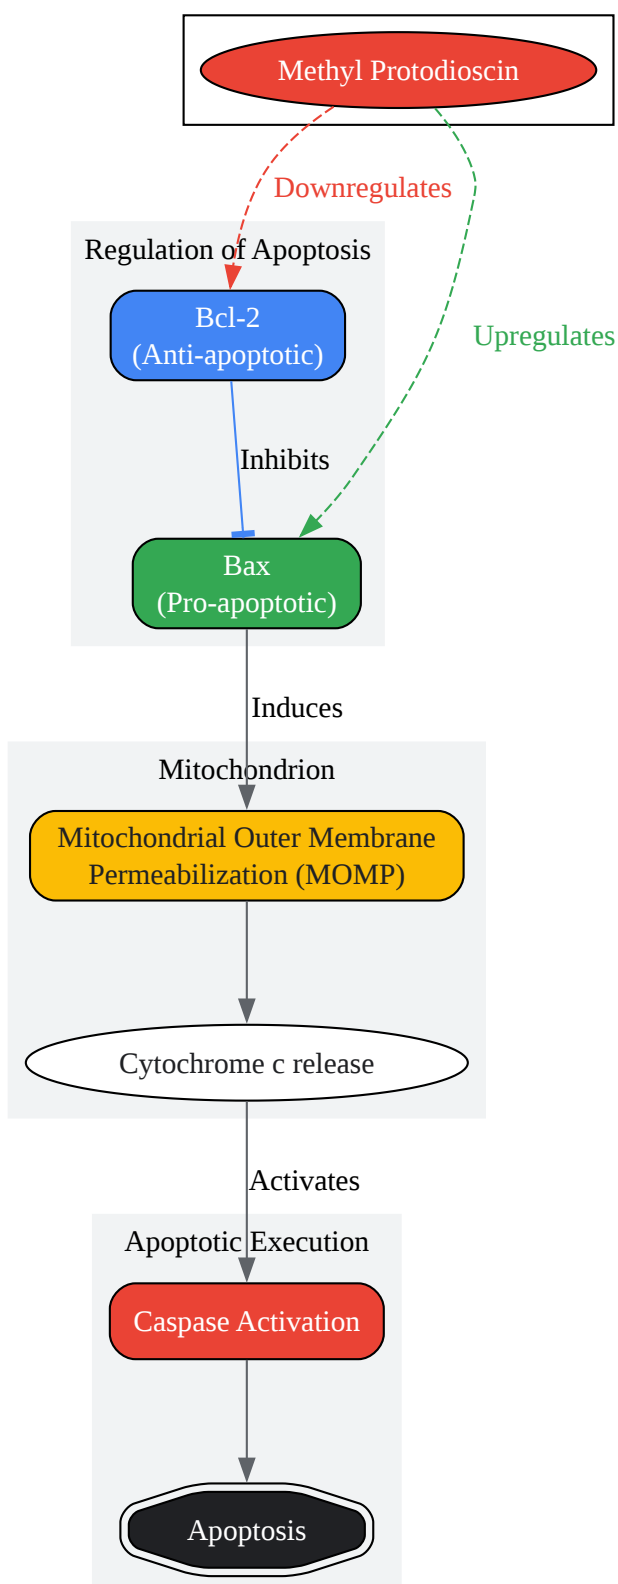 Methyl Protodioscin
Downregulates
Regulation of Apoptosis
Bcl-2
(Anti-apoptotic)
Upregulates
Inhibits
Bax
(Pro-apoptotic)
Induces
Mitochondrion
Mitochondrial Outer Membrane
Permeabilization (MOMP)
Cytochrome c release
Activates
Apoptotic Execution
Caspase Activation
Apoptosis